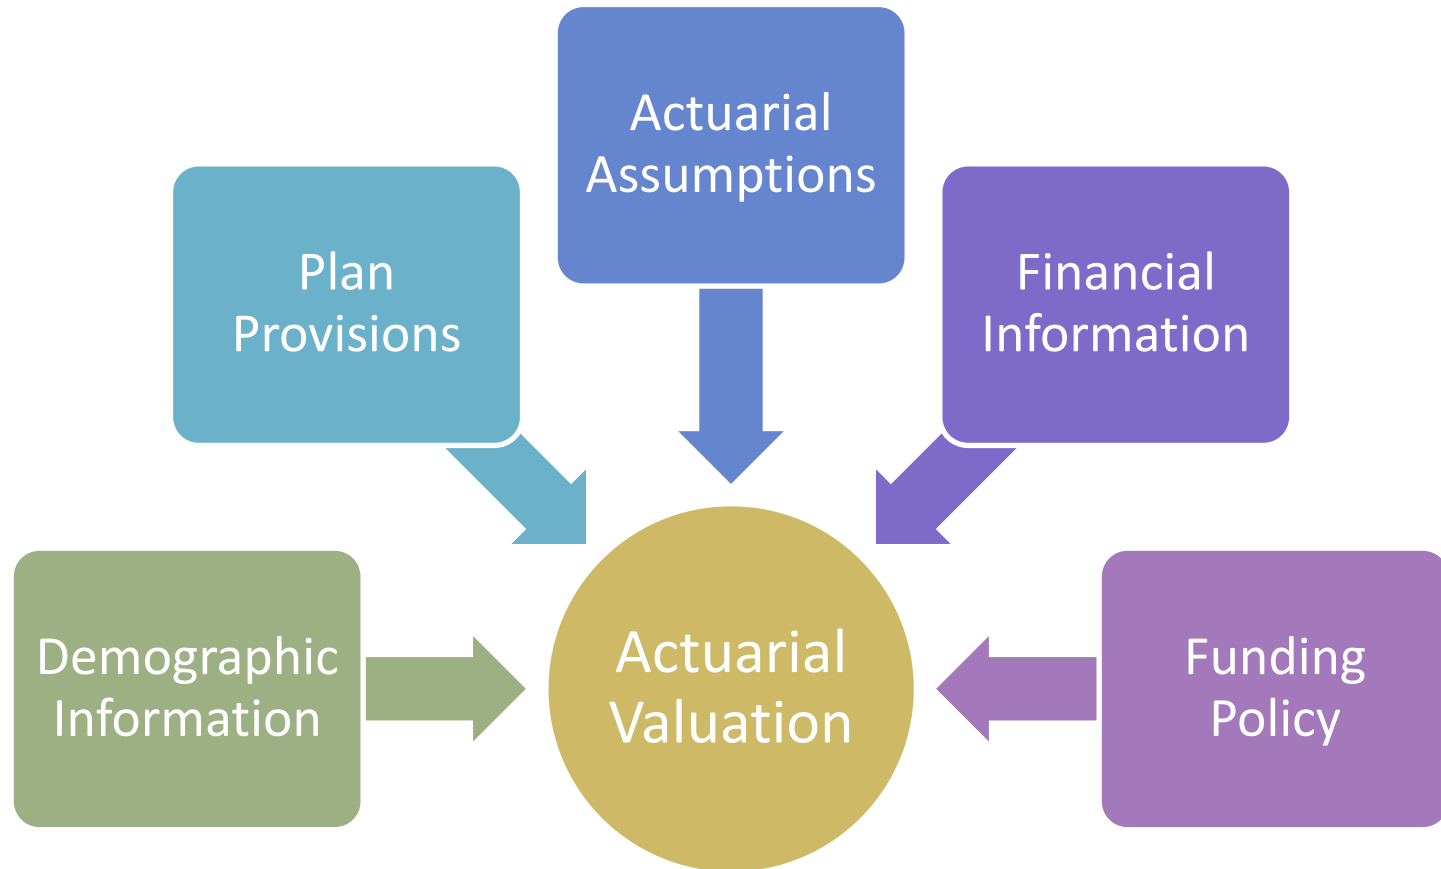 Actuarial
Assumptions
Plan
Provisions
Financial
Information
Demographic
Information
Actuarial
Valuation
Funding
Policy